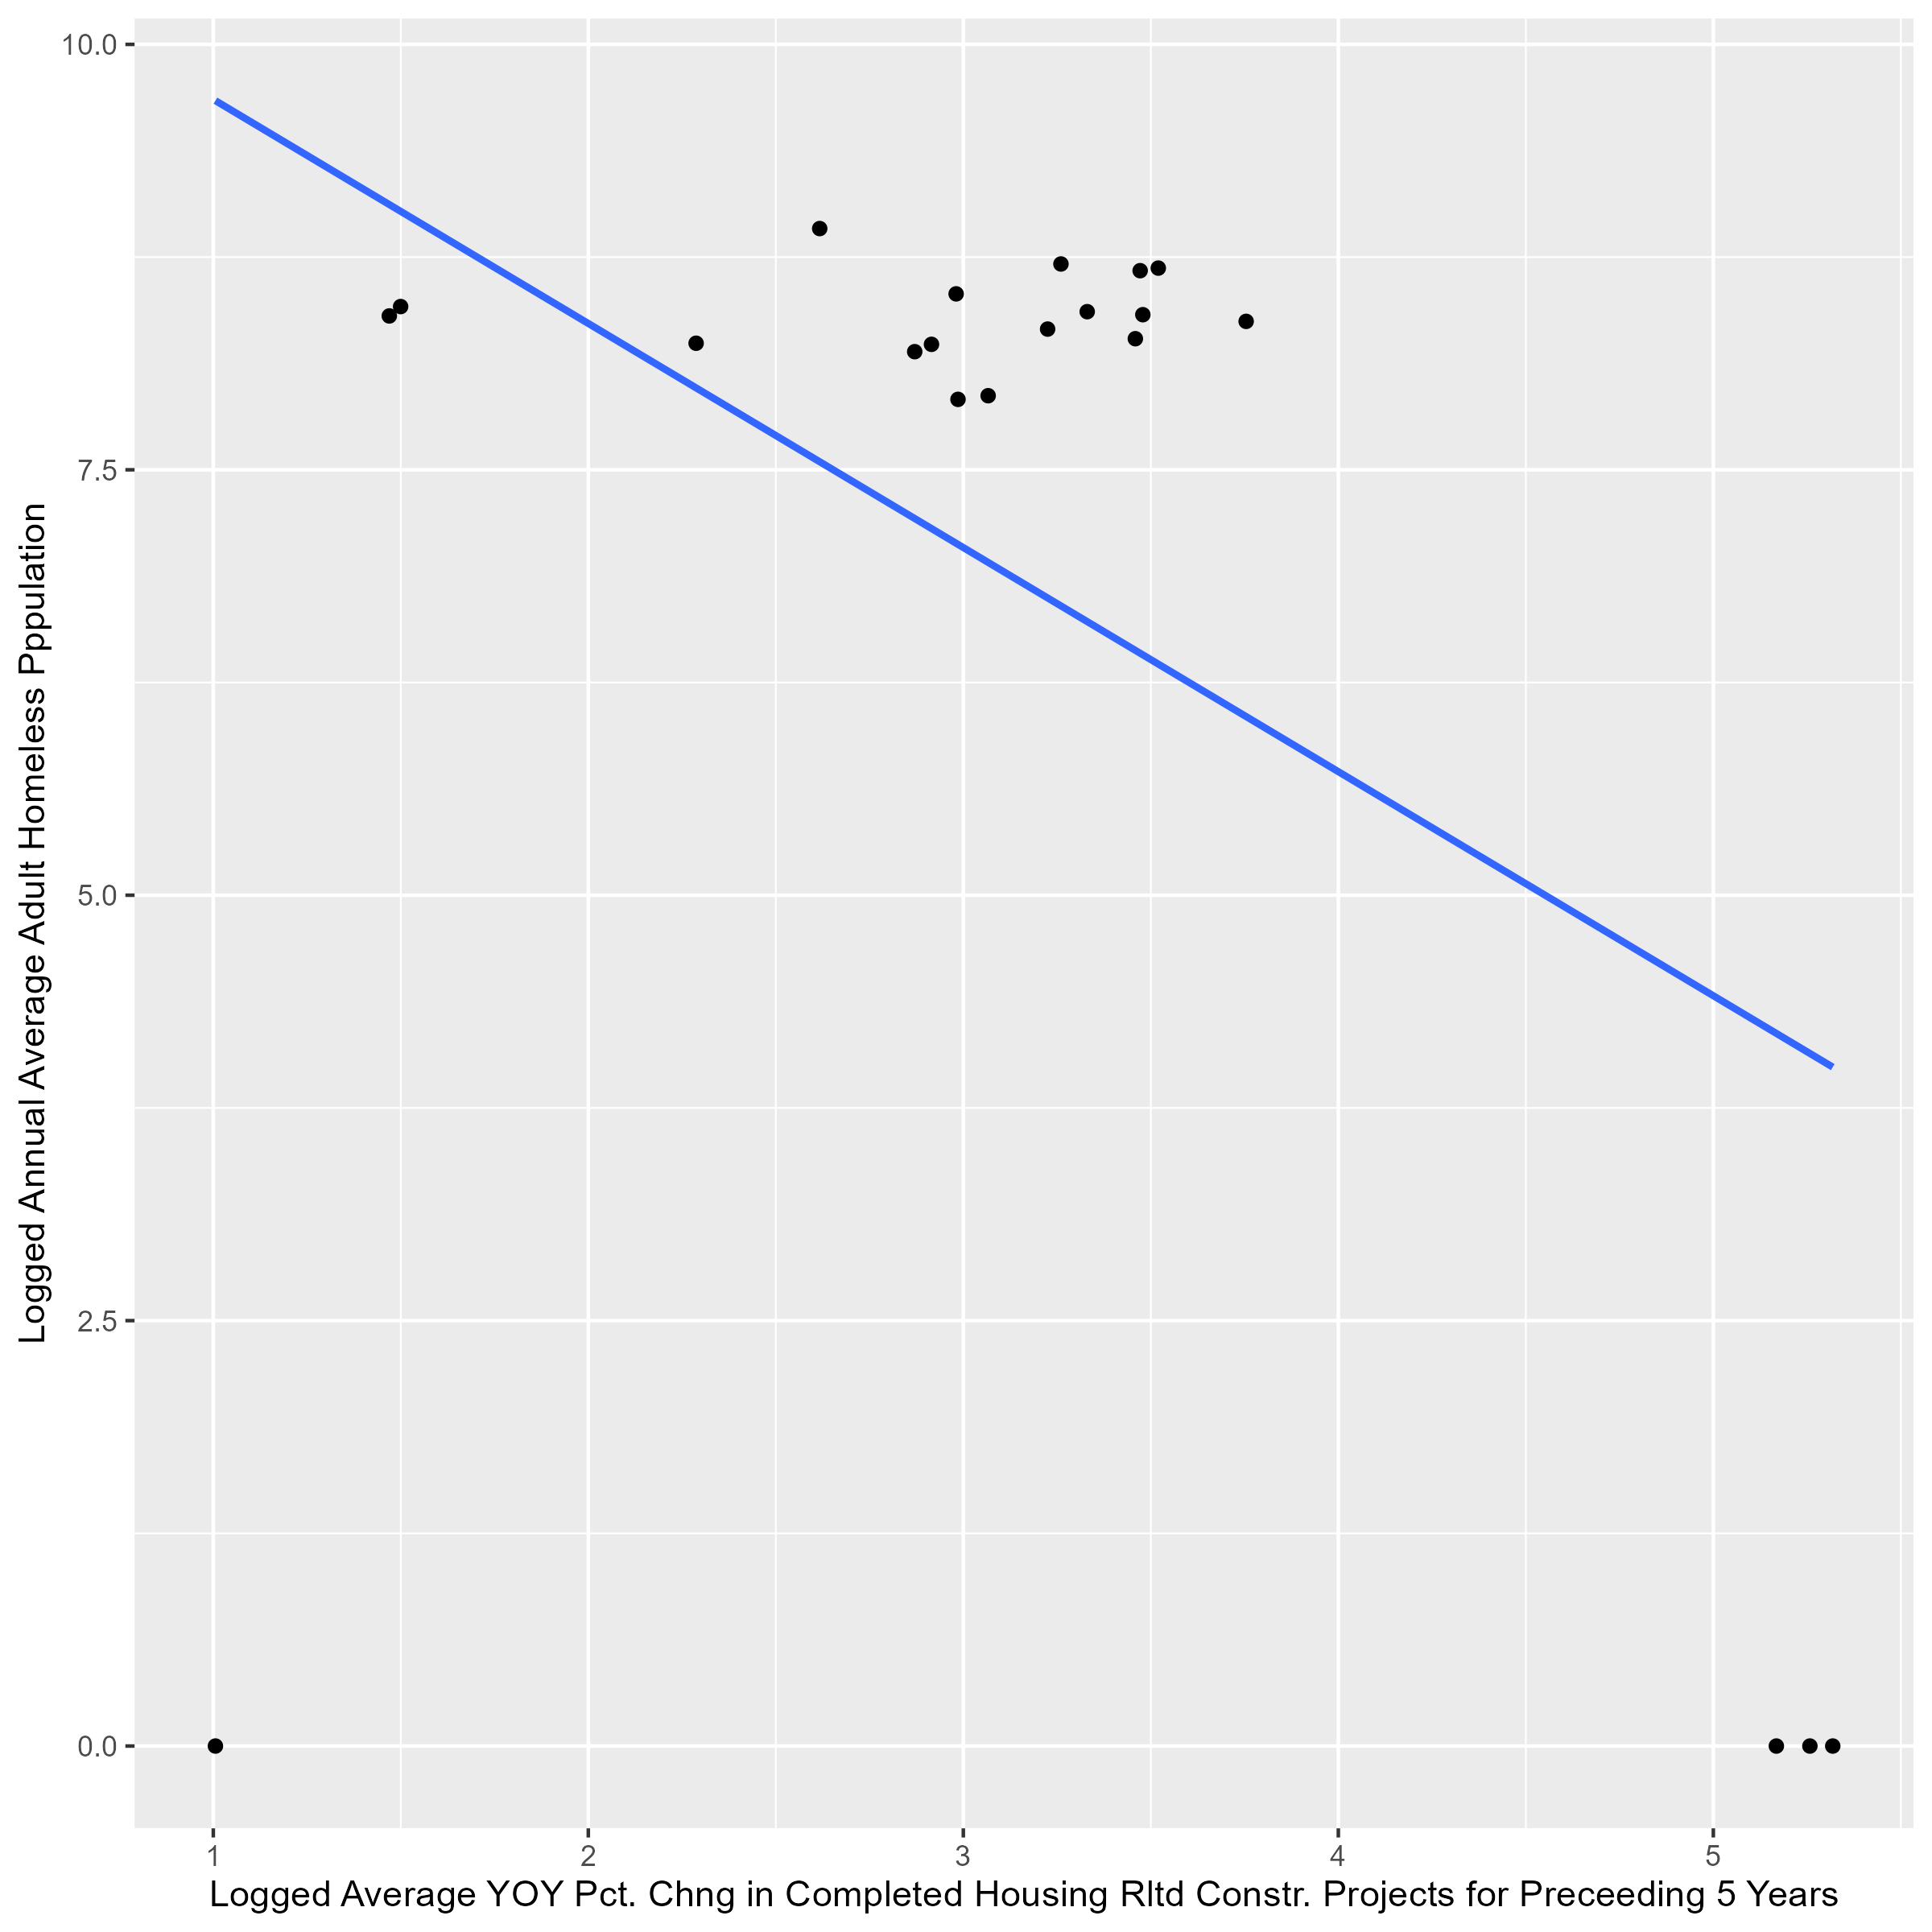 Logged Annual Average Adult Homeless Pppulation
10.0
7.5
5.0
2.5
0.0
1 2 3 4 5
Logged Average YOY Pct. Chng in Completed Housing Rltd Constr. Projects for Preceeding 5 Years